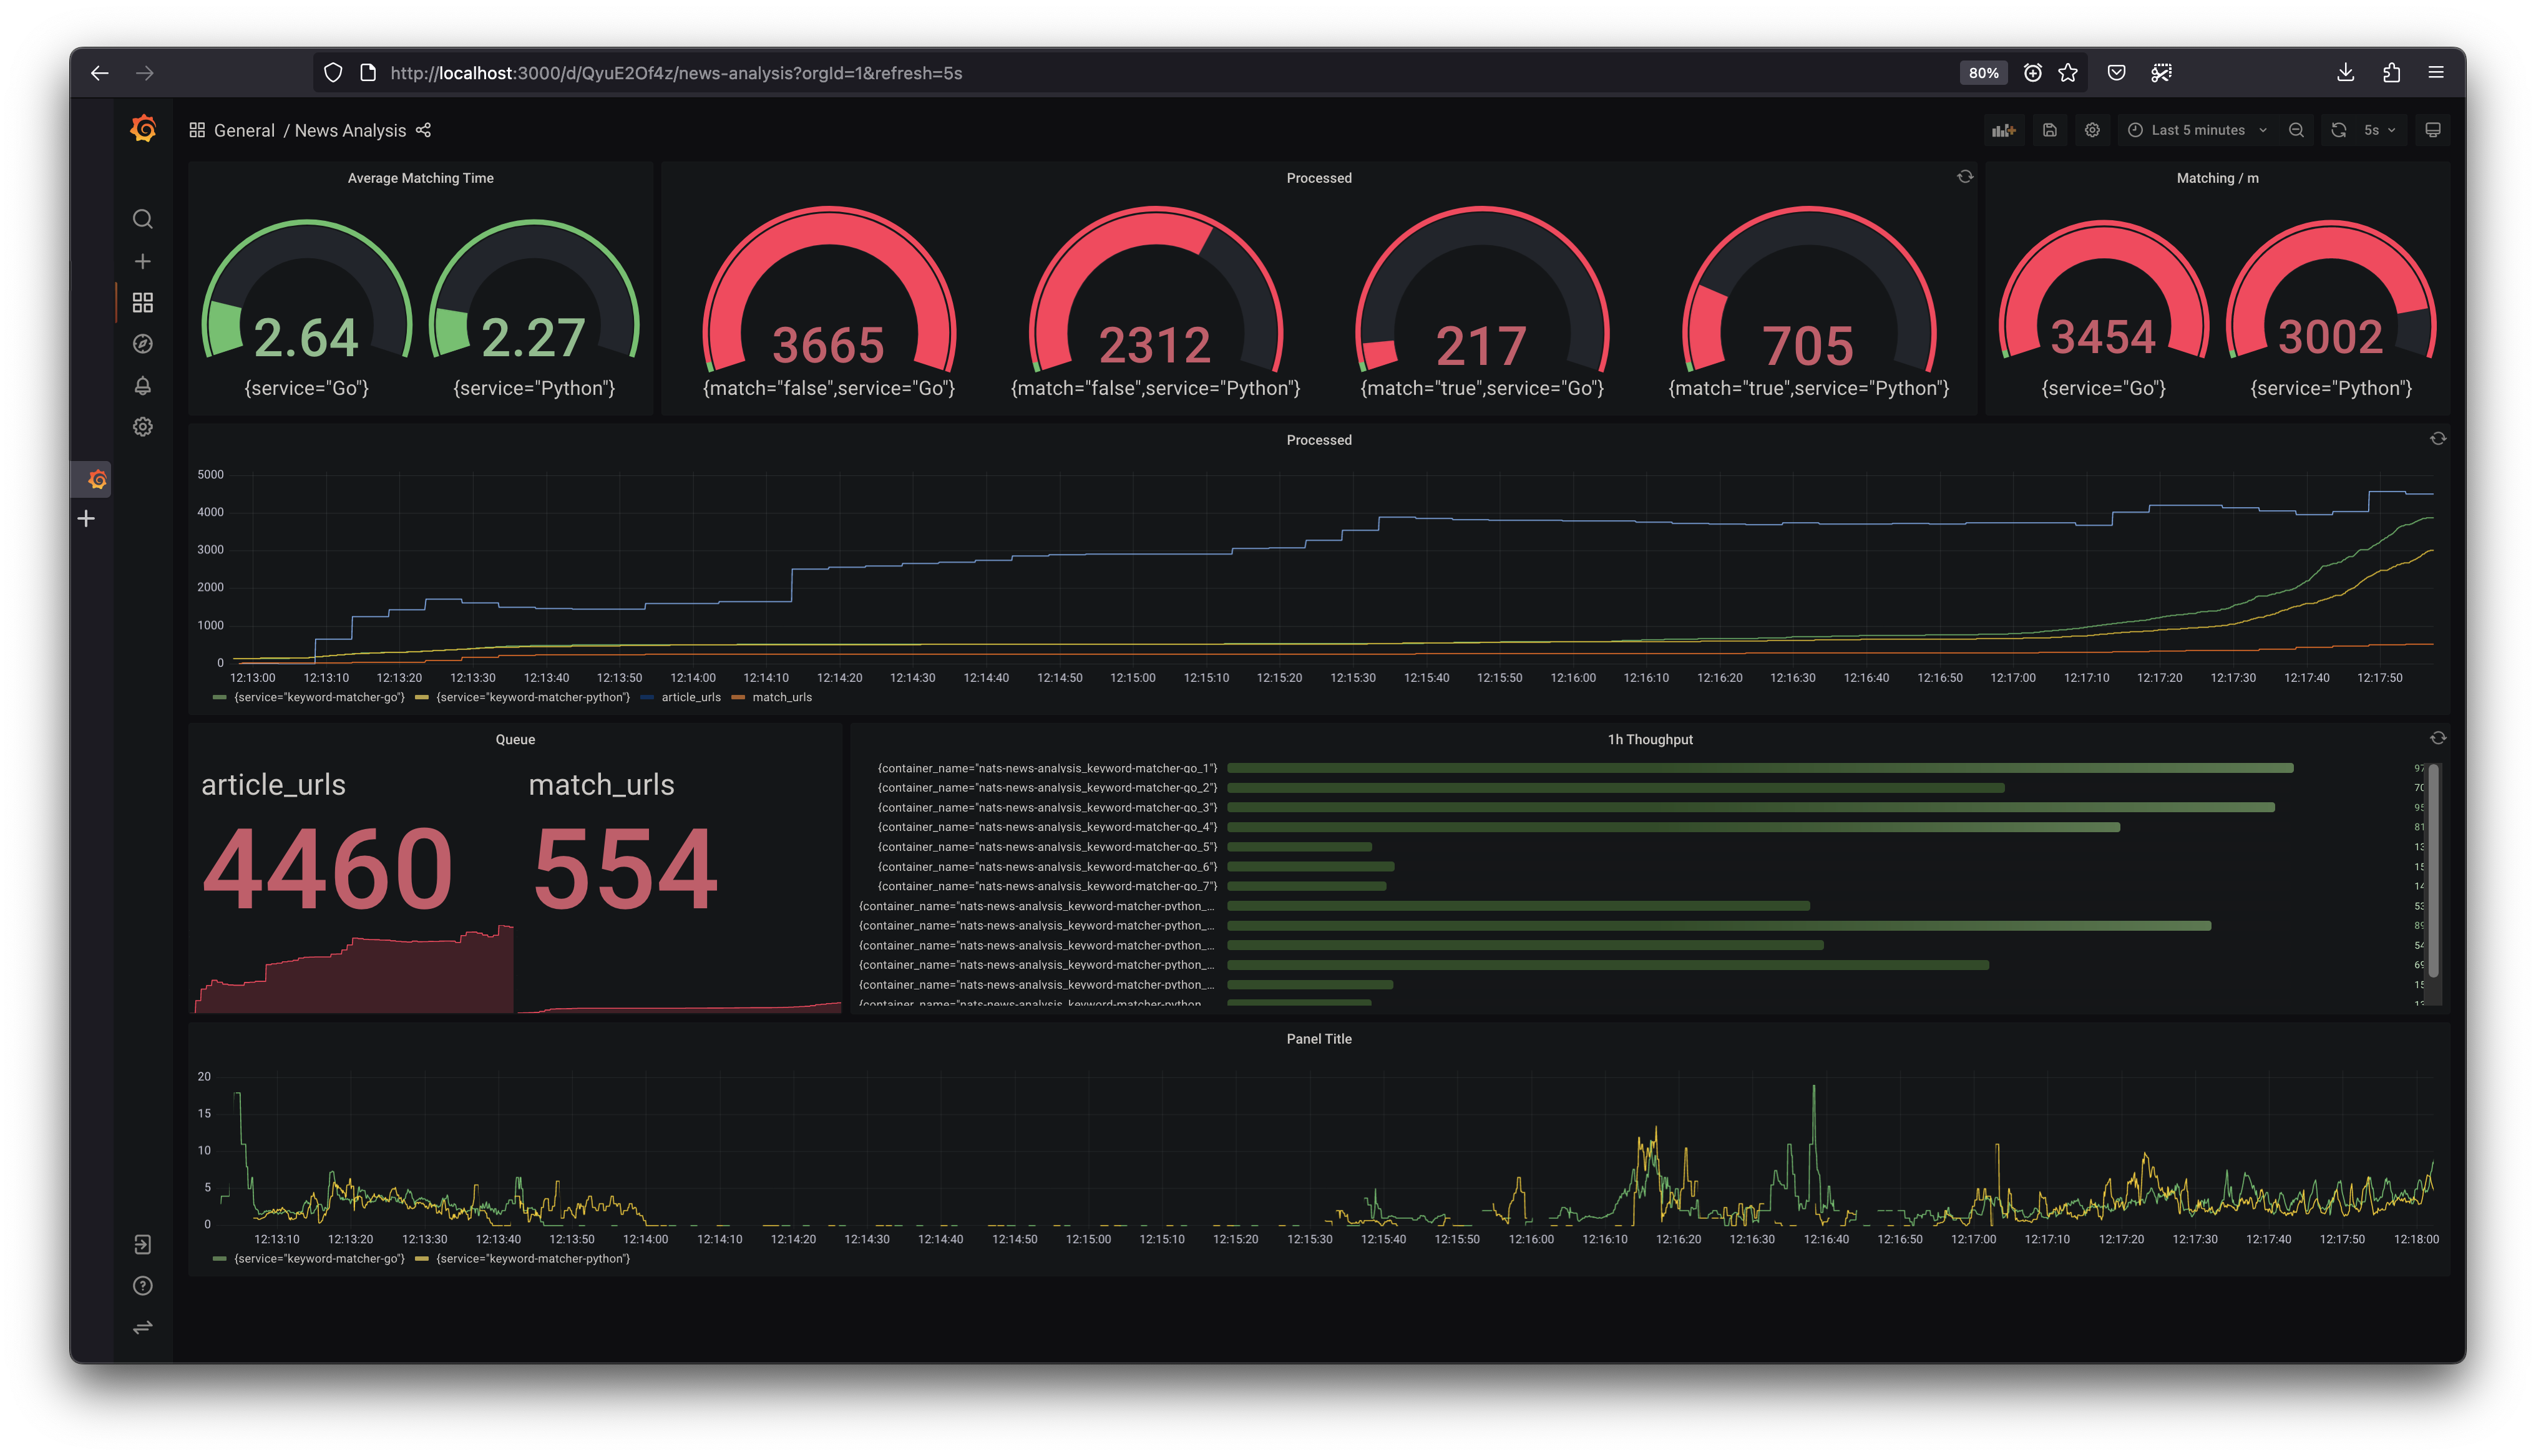 http://localhost:3000/d/QyuE2Of4z/news-analysis?orgId=1&refresh=5s
80%
General / News Analysis
Last 5 minutes
5s
Average Matching Time
2.64
{service="Go"}
2.27
{service="Python"}
Processed
3665
{match="false",service="Go"}
2312
{match="false",service="Python"}
217
{match="true",service="Go"}
705
{match="true",service="Python"}
Matching / m
3454
{service="Go"}
3002
{service="Python"}
Processed
5000
4000
3000
2000
1000
0
12:13:00 12:13:10 12:13:20 12:13:30 12:13:40 12:13:50 12:14:00 12:14:10 12:14:20 12:14:30 12:14:40 12:14:50 12:15:00 12:15:10 12:15:20 12:15:30 12:15:40 12:15:50 12:16:00 12:16:10 12:16:20 12:16:30 12:16:40 12:16:50 12:17:00 12:17:10 12:17:20 12:17:30 12:17:40 12:17:50
{service="keyword-matcher-go"} {service="keyword-matcher-python"} article_urls match_urls
Queue
article_urls
4460
match_urls
554
1h Thoughput
{container_name="nats-news-analysis_keyword-matcher-go_1"} 97
{container_name="nats-news-analysis_keyword-matcher-go_2"} 70
{container_name="nats-news-analysis_keyword-matcher-go_3"} 95
{container_name="nats-news-analysis_keyword-matcher-go_4"} 81
{container_name="nats-news-analysis_keyword-matcher-go_5"} 13
{container_name="nats-news-analysis_keyword-matcher-go_6"} 15
{container_name="nats-news-analysis_keyword-matcher-go_7"} 14
{container_name="nats-news-analysis_keyword-matcher-python_... 53
{container_name="nats-news-analysis_keyword-matcher-python_... 89
{container_name="nats-news-analysis_keyword-matcher-python_... 54
{container_name="nats-news-analysis_keyword-matcher-python_... 69
{container_name="nats-news-analysis_keyword-matcher-python_... 15
{container_name="nats-news-analysis_keyword-matcher-python
Panel Title
20
15
10
5
0
12:13:10 12:13:20 12:13:30 12:13:40 12:13:50 12:14:00 12:14:10 12:14:20 12:14:30 12:14:40 12:14:50 12:15:00 12:15:10 12:15:20 12:15:30 12:15:40 12:15:50 12:16:00 12:16:10 12:16:20 12:16:30 12:16:40 12:16:50 12:17:00 12:17:10 12:17:20 12:17:30 12:17:40 12:17:50 12:18:00
{service="keyword-matcher-go"} {service="keyword-matcher-python"}